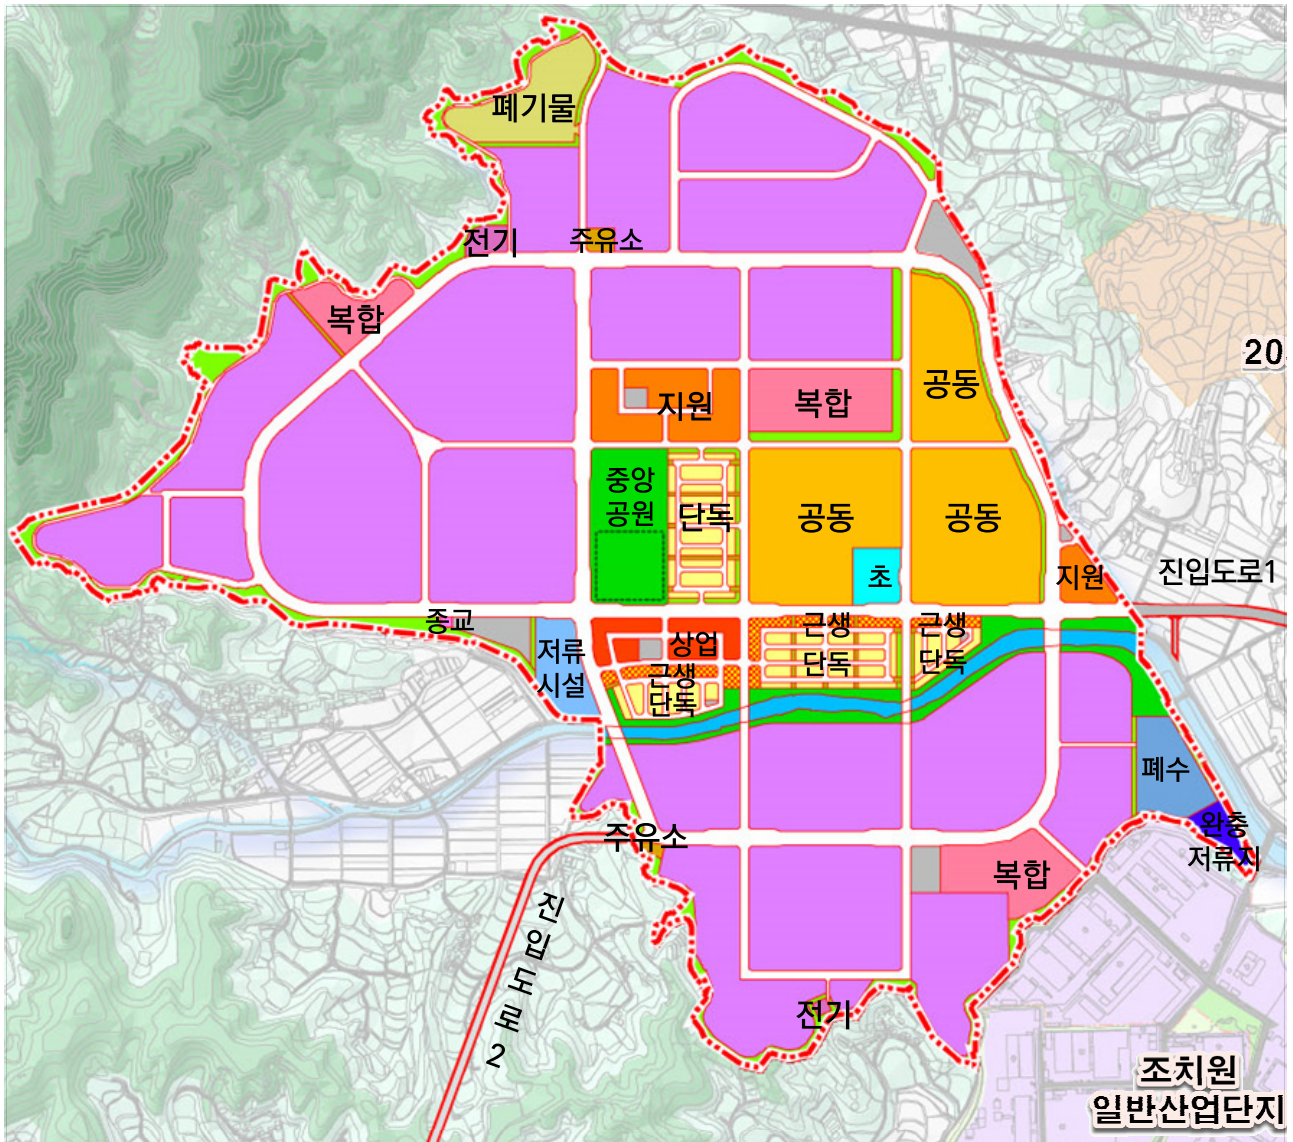 폐기물
전기
주유소
복합
20
공동
지원
복합
중앙
공원
단독
공동
공동
초
지원
진입도로1
종교
저류
시설
상업
근생
단독
근생
단독
근생
단독
폐수
완충
저류지
주유소
복합
진입도로2
전기
조치원
일반산업단지